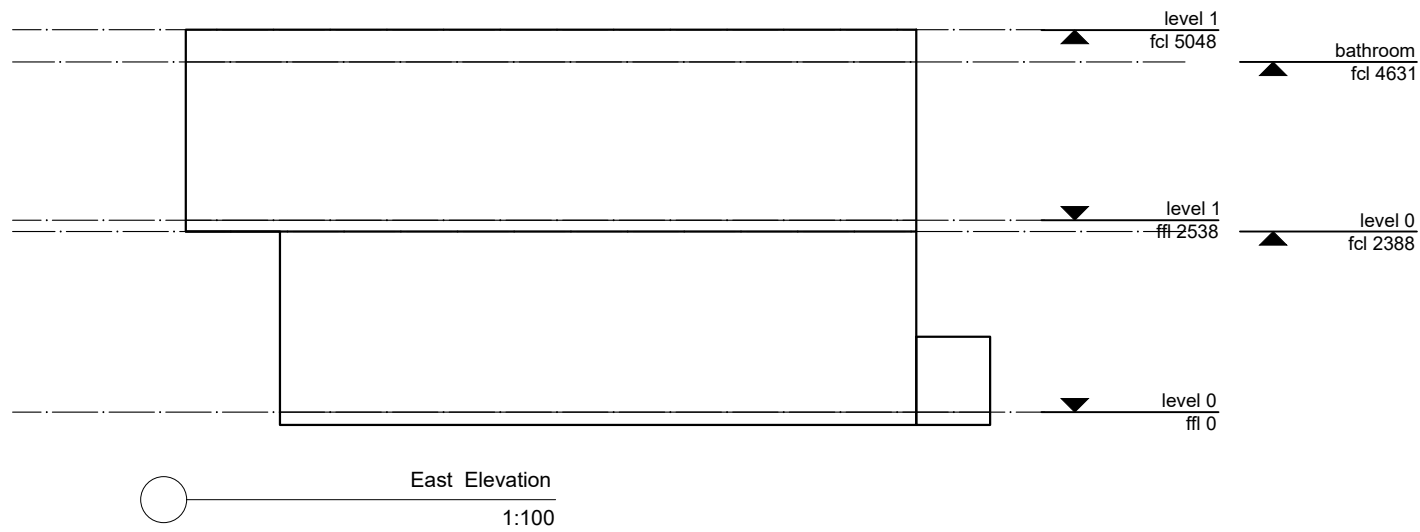 level 1
fcl 5048
bathroom
fcl 4631
level 1
ffl 2538
level 0
fcl 2388
level 0
ffl 0
East Elevation
1:100